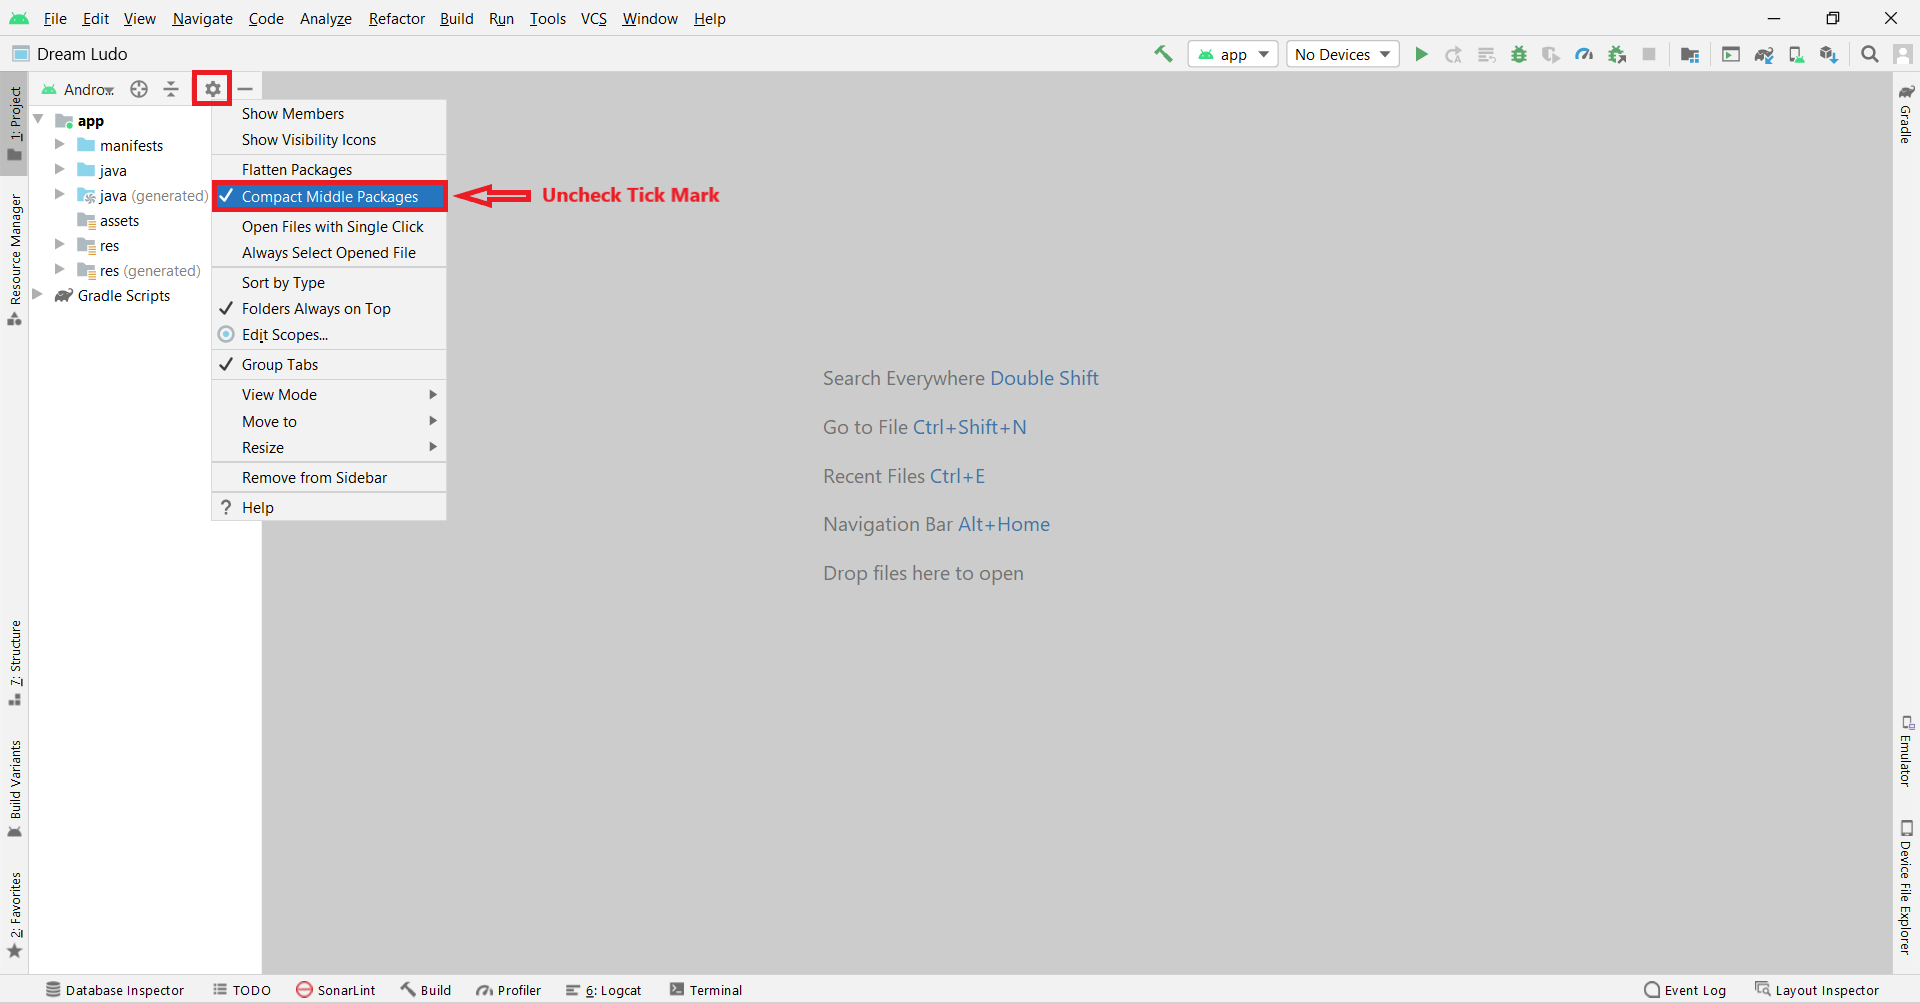 File Edit View Navigate Code Analyze Refactor Build Run Tools VCS Window Help
Dream Ludo
app
No Devices
Andro...
1: Project
Resource Manager
7: Structure
Build Variants
2: Favorites
app
manifests
java
java (generated)
assets
res
res (generated)
Gradle Scripts
Show Members
Show Visibility Icons
Flatten Packages
Compact Middle Packages
Uncheck Tick Mark
Open Files with Single Click
Always Select Opened File
Sort by Type
Folders Always on Top
Edit Scopes...
Group Tabs
View Mode
Move to
Resize
Remove from Sidebar
? Help
Search Everywhere Double Shift
Go to File Ctrl+Shift+N
Recent Files Ctrl+E
Navigation Bar Alt+Home
Drop files here to open
Gradle
Emulator
Device File Explorer
Database Inspector TODO SonarLint Build Profiler 6: Logcat Terminal
Event Log Layout Inspector